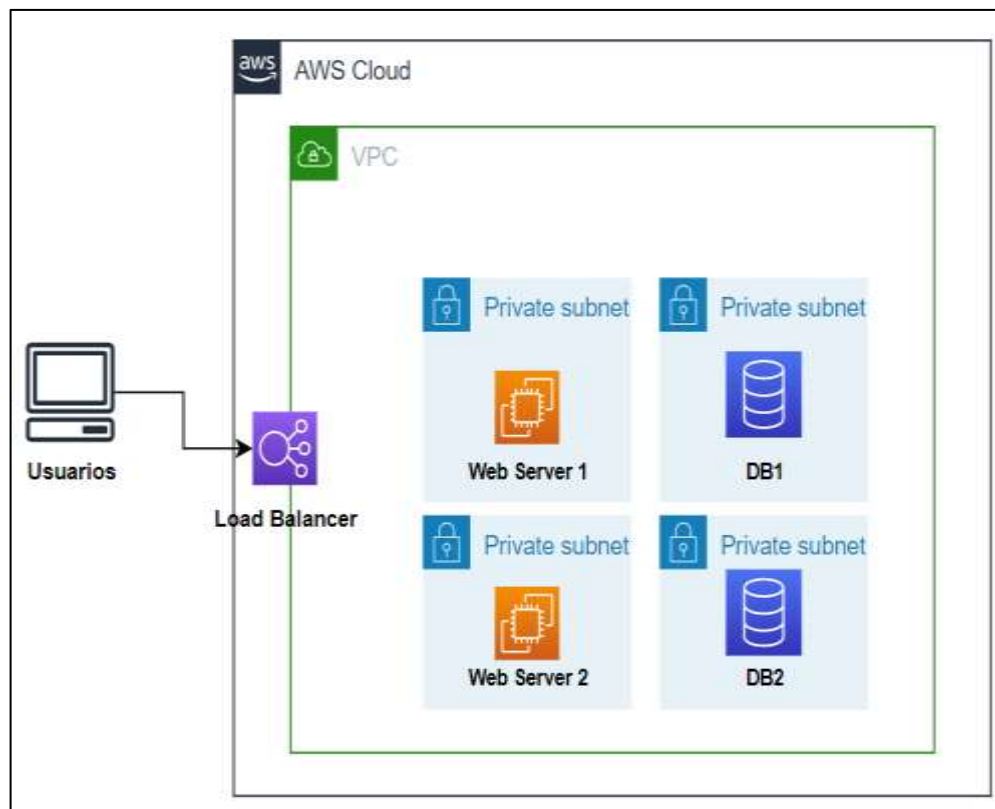 aws
AWS Cloud
VPC
Private subnet
Private subnet
Web Server 1
DB1
Usuarios
Load Balancer
Private subnet
Private subnet
Web Server 2
DB2